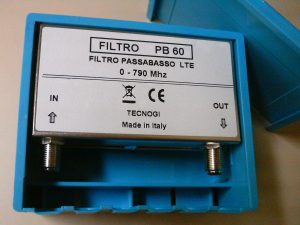 FILTRO PB 60
FILTRO PASSABASSO LTE
0 - 790 Mhz
CE
IN
OUT
TECNOGI
Made in Italy